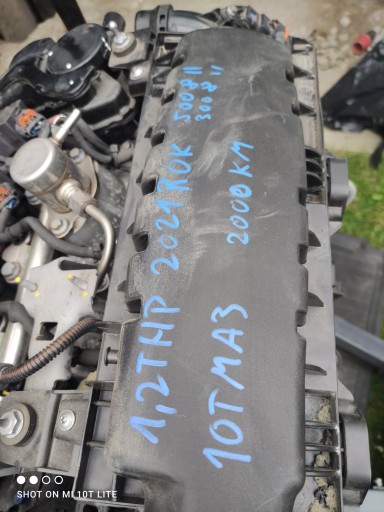 1,2THP 2021ROK 5008 II
3008 II
10TMA3 2000KM
SHOT ON MI 10T LITE